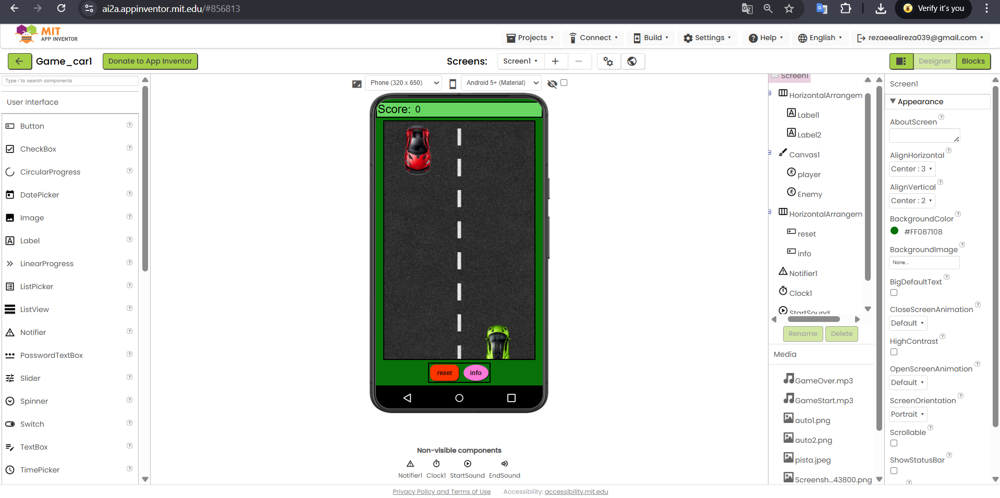 ai2a.appinventor.mit.edu/#856813
Verify it's you
MIT
APP INVENTOR
Projects
Connect
Build
Settings
Help
English
rezaeealireza039@gmail.com
Game_car1
Donate to App Inventor
Screens:
Screen1
Designer
Blocks
Type / to search components
User Interface
Button
CheckBox
CircularProgress
DatePicker
Image
Label
LinearProgress
ListPicker
ListView
Notifier
PasswordTextBox
Slider
Spinner
Switch
TextBox
TimePicker
Phone (320 x 650)
Android 5+ (Material)
Score: 0
reset
info
Non-visible components
Notifier1
Clock1
StartSound
EndSound
Screen1
HorizontalArrangem
Label1
Label2
Canvas1
player
Enemy
HorizontalArrangem
reset
info
Notifier1
Clock1
StartSound
Rename
Delete
Media
GameOver.mp3
GameStart.mp3
auto1.png
auto2.png
pista.jpeg
Screensh...43800.png
Screen1
Appearance
AboutScreen
AlignHorizontal
Center : 3
AlignVertical
Center : 2
BackgroundColor
#FF087108
BackgroundImage
None...
BigDefaultText
CloseScreenAnimation
Default
HighContrast
OpenScreenAnimation
Default
ScreenOrientation
Portrait
Scrollable
ShowStatusBar
Privacy Policy and Terms of Use
Accessibility: accessibility.mit.edu